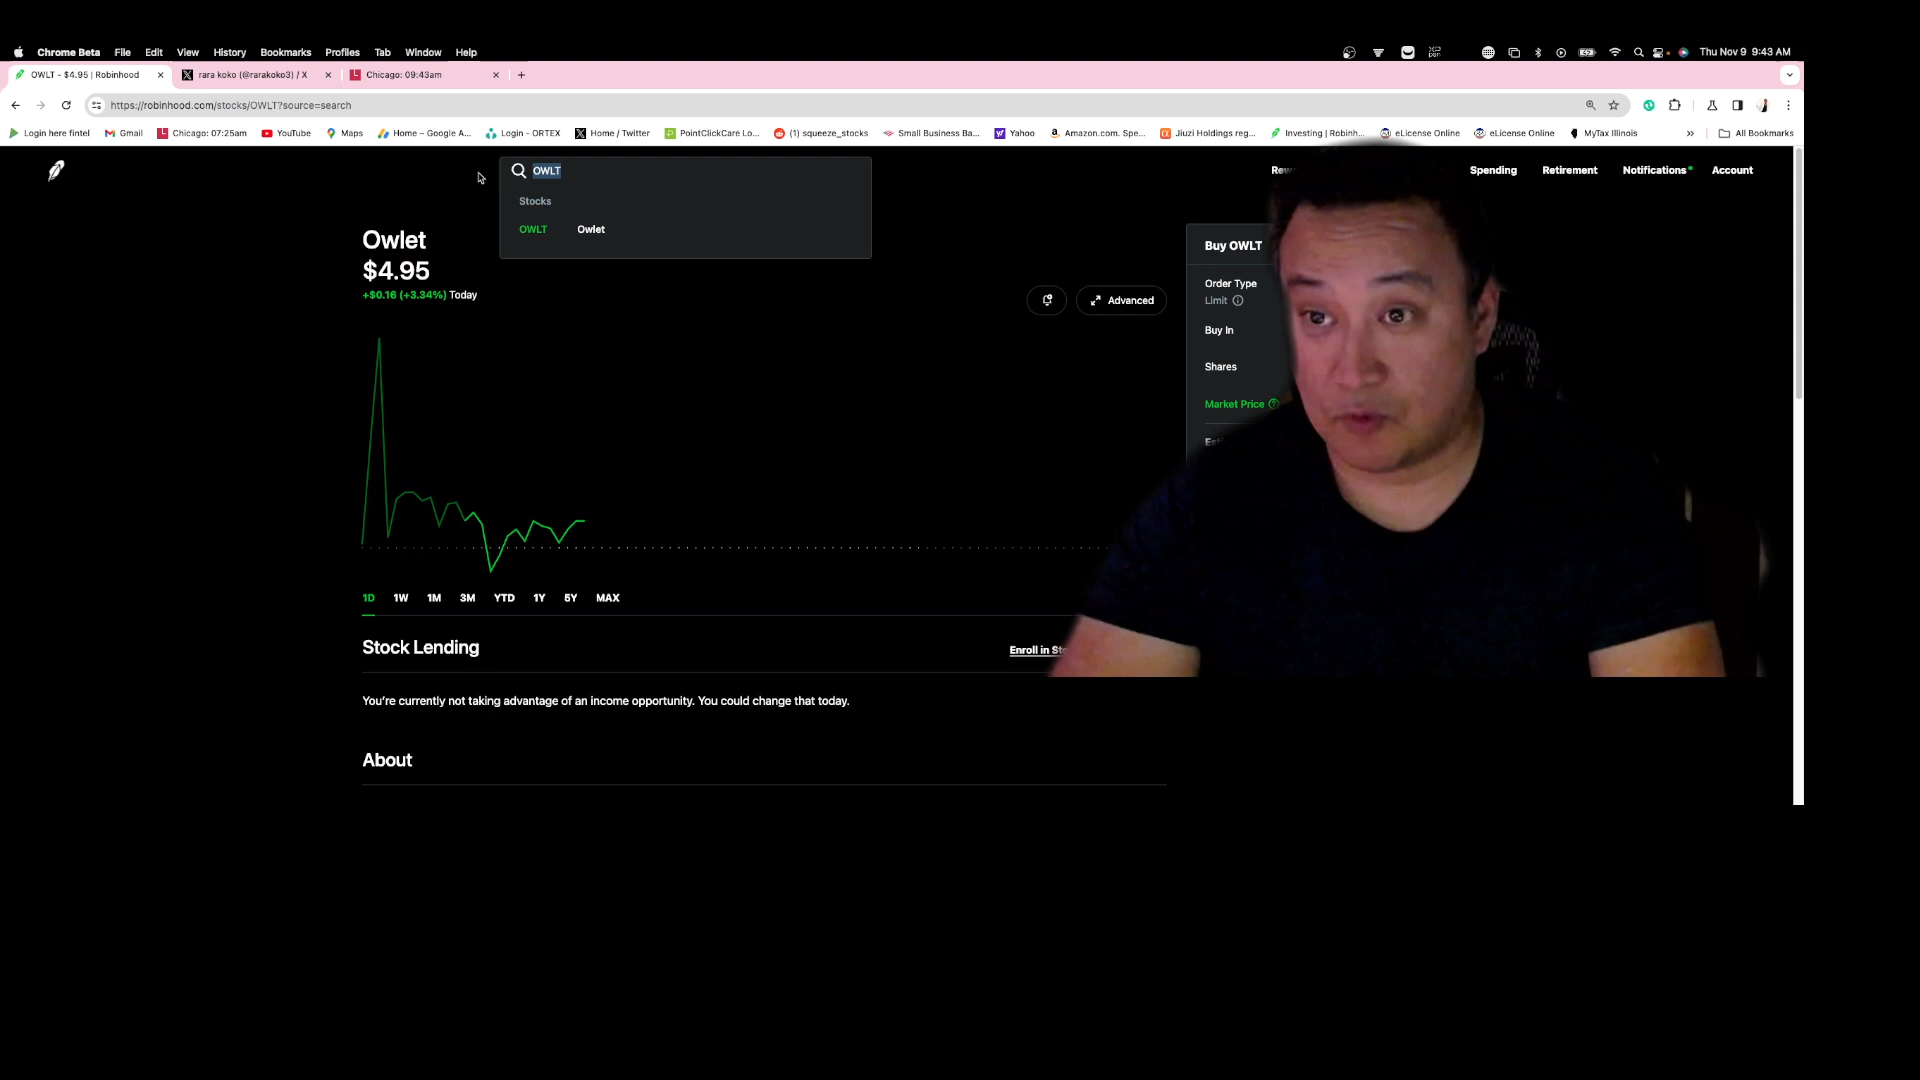 Chrome Beta File Edit View History Bookmarks Profiles Tab Window Help
Thu Nov 9 9:43 AM
OWLT - $4.95 | Robinhood
rara koko (@rarakoko3) / X
Chicago: 09:43am
https://robinhood.com/stocks/OWLT?source=search
Login here fintel
Gmail
Chicago: 07:25am
YouTube
Maps
Home – Google A...
Login - ORTEX
Home / Twitter
PointClickCare Lo...
(1) squeeze_stocks
Small Business Ba...
Yahoo
Amazon.com. Spe...
Jiuzi Holdings reg...
Investing | Robinh...
eLicense Online
eLicense Online
MyTax Illinois
All Bookmarks
OWLT
Spending Retirement Notifications Account
Stocks
OWLT Owlet
Owlet
$4.95
+$0.16 (+3.34%) Today
Advanced
Buy OWLT
Order Type
Limit
Buy In
Shares
Market Price
1D 1W 1M 3M YTD 1Y 5Y MAX
Stock Lending
Enroll in
You're currently not taking advantage of an income opportunity. You could change that today.
About